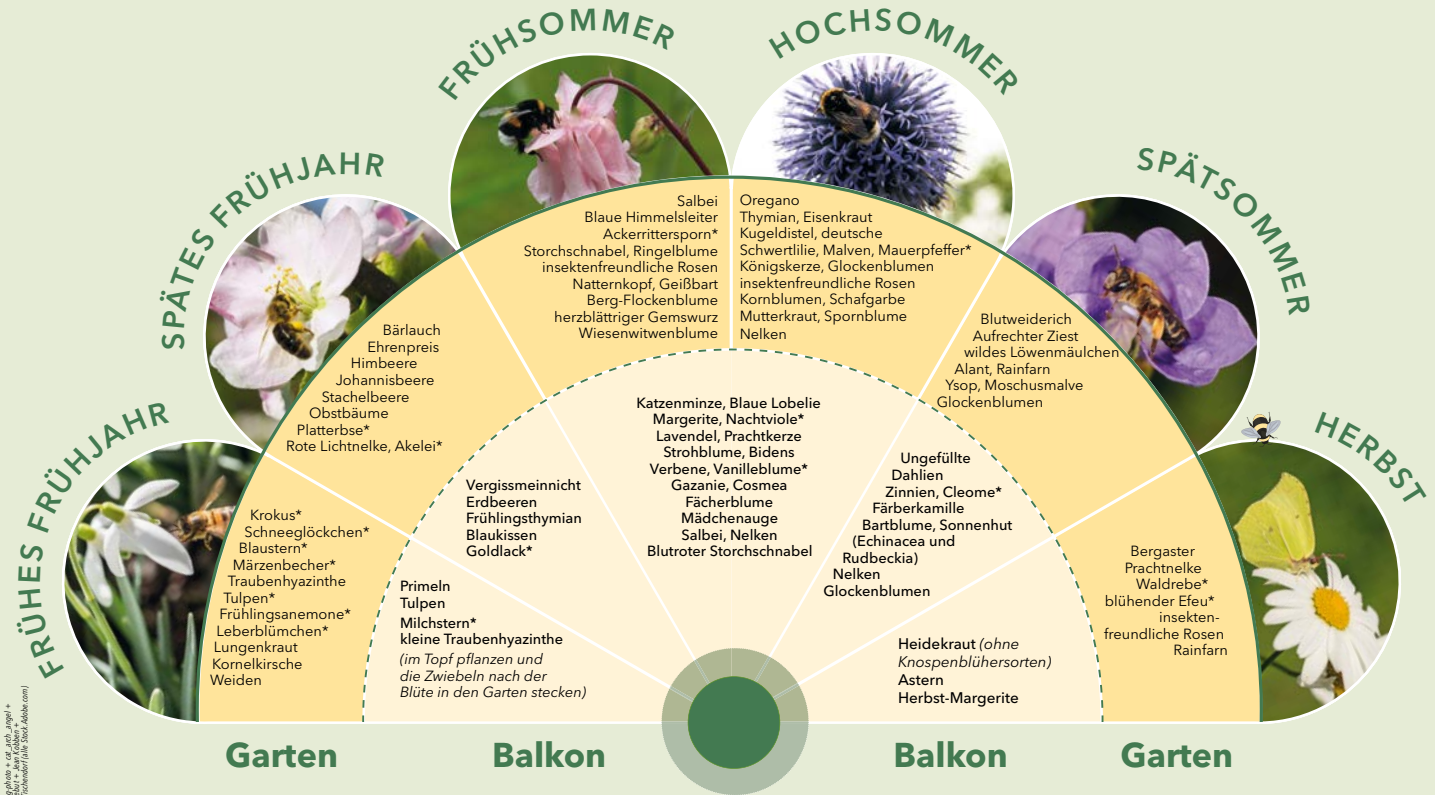 FRÜHES FRÜHJAHR
SPÄTES FRÜHJAHR
FRÜHSOMMER
HOCHSOMMER
SPÄTSOMMER
HERBST
Krokus*
Schneeglöckchen*
Blaustern*
Märzenbecher*
Traubenhyazinthe
Tulpen*
Frühlingsanemone*
Leberblümchen*
Lungenkraut
Kornelkirsche
Weiden
Bärlauch
Ehrenpreis
Himbeere
Johannisbeere
Stachelbeere
Obstbäume
Platterbse*
Rote Lichtnelke, Akelei*
Salbei
Blaue Himmelsleiter
Ackerrittersporn*
Storchschnabel, Ringelblume
insektenfreundliche Rosen
Natternkopf, Geißbart
Berg-Flockenblume
herzblättriger Gemswurz
Wiesenwitwenblume
Oregano
Thymian, Eisenkraut
Kugeldistel, deutsche
Schwertlilie, Malven, Mauerpfeffer*
Königskerze, Glockenblumen
insektenfreundliche Rosen
Kornblumen, Schafgarbe
Mutterkraut, Spornblume
Nelken
Blutweiderich
Aufrechter Ziest
wildes Löwenmäulchen
Alant, Rainfarn
Ysop, Moschusmalve
Glockenblumen
Bergaster
Prachtnelke
Waldrebe*
blühender Efeu*
insekten-
freundliche Rosen
Rainfarn
Primeln
Tulpen
Milchstern*
kleine Traubenhyazinthe
(im Topf pflanzen und
die Zwiebeln nach der
Blüte in den Garten stecken)
Vergissmeinnicht
Erdbeeren
Frühlingsthymian
Blaukissen
Goldlack*
Katzenminze, Blaue Lobelie
Margerite, Nachtviole*
Lavendel, Prachtkerze
Strohblume, Bidens
Verbene, Vanilleblume*
Gazanie, Cosmea
Fächerblume
Mädchenauge
Salbei, Nelken
Blutroter Storchschnabel
Ungefüllte
Dahlien
Zinnien, Cleome*
Färberkamille
Bartblume, Sonnenhut
(Echinacea und
Rudbeckia)
Nelken
Glockenblumen
Heidekraut (ohne
Knospenblühersorten)
Astern
Herbst-Margerite
Garten
Balkon
Balkon
Garten